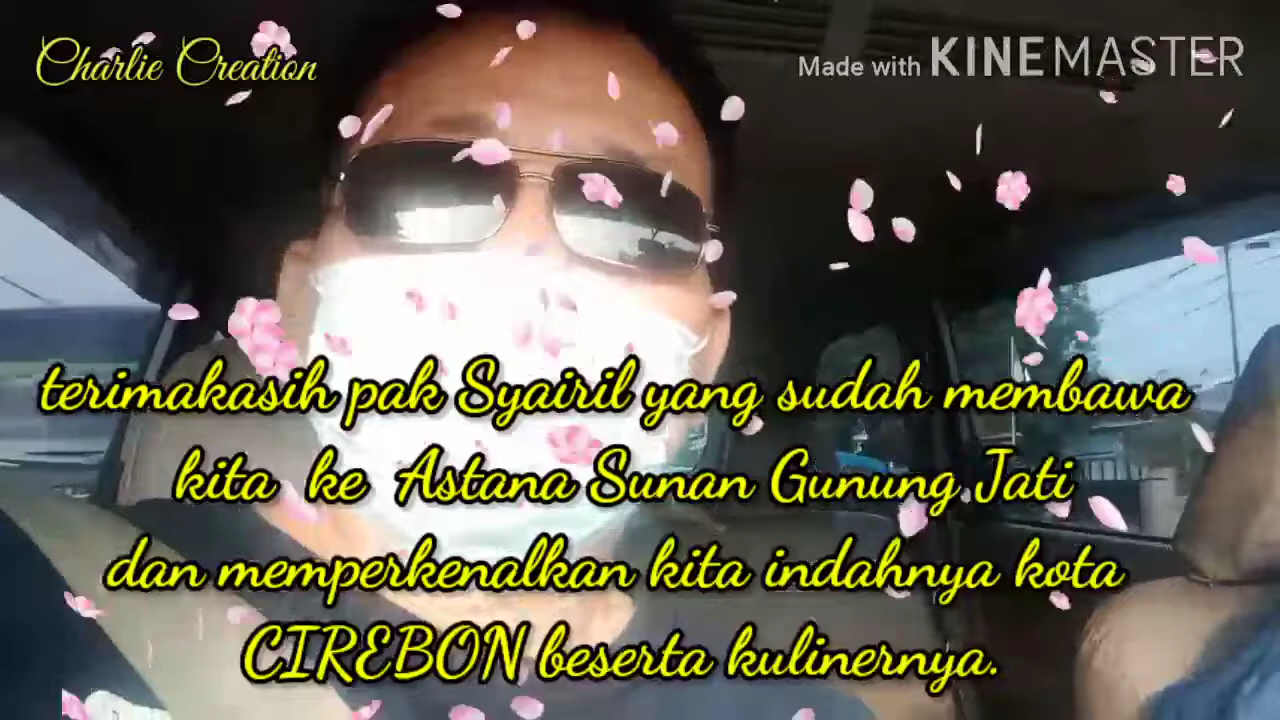 Charlie Creation
Made with KINEMASTER
terimakasih pak Syairil yang sudah membawa
kita ke Astana Sunan Gunung Jati
dan memperkenalkan kita indahnya kota
CIREBON beserta kulinernya.